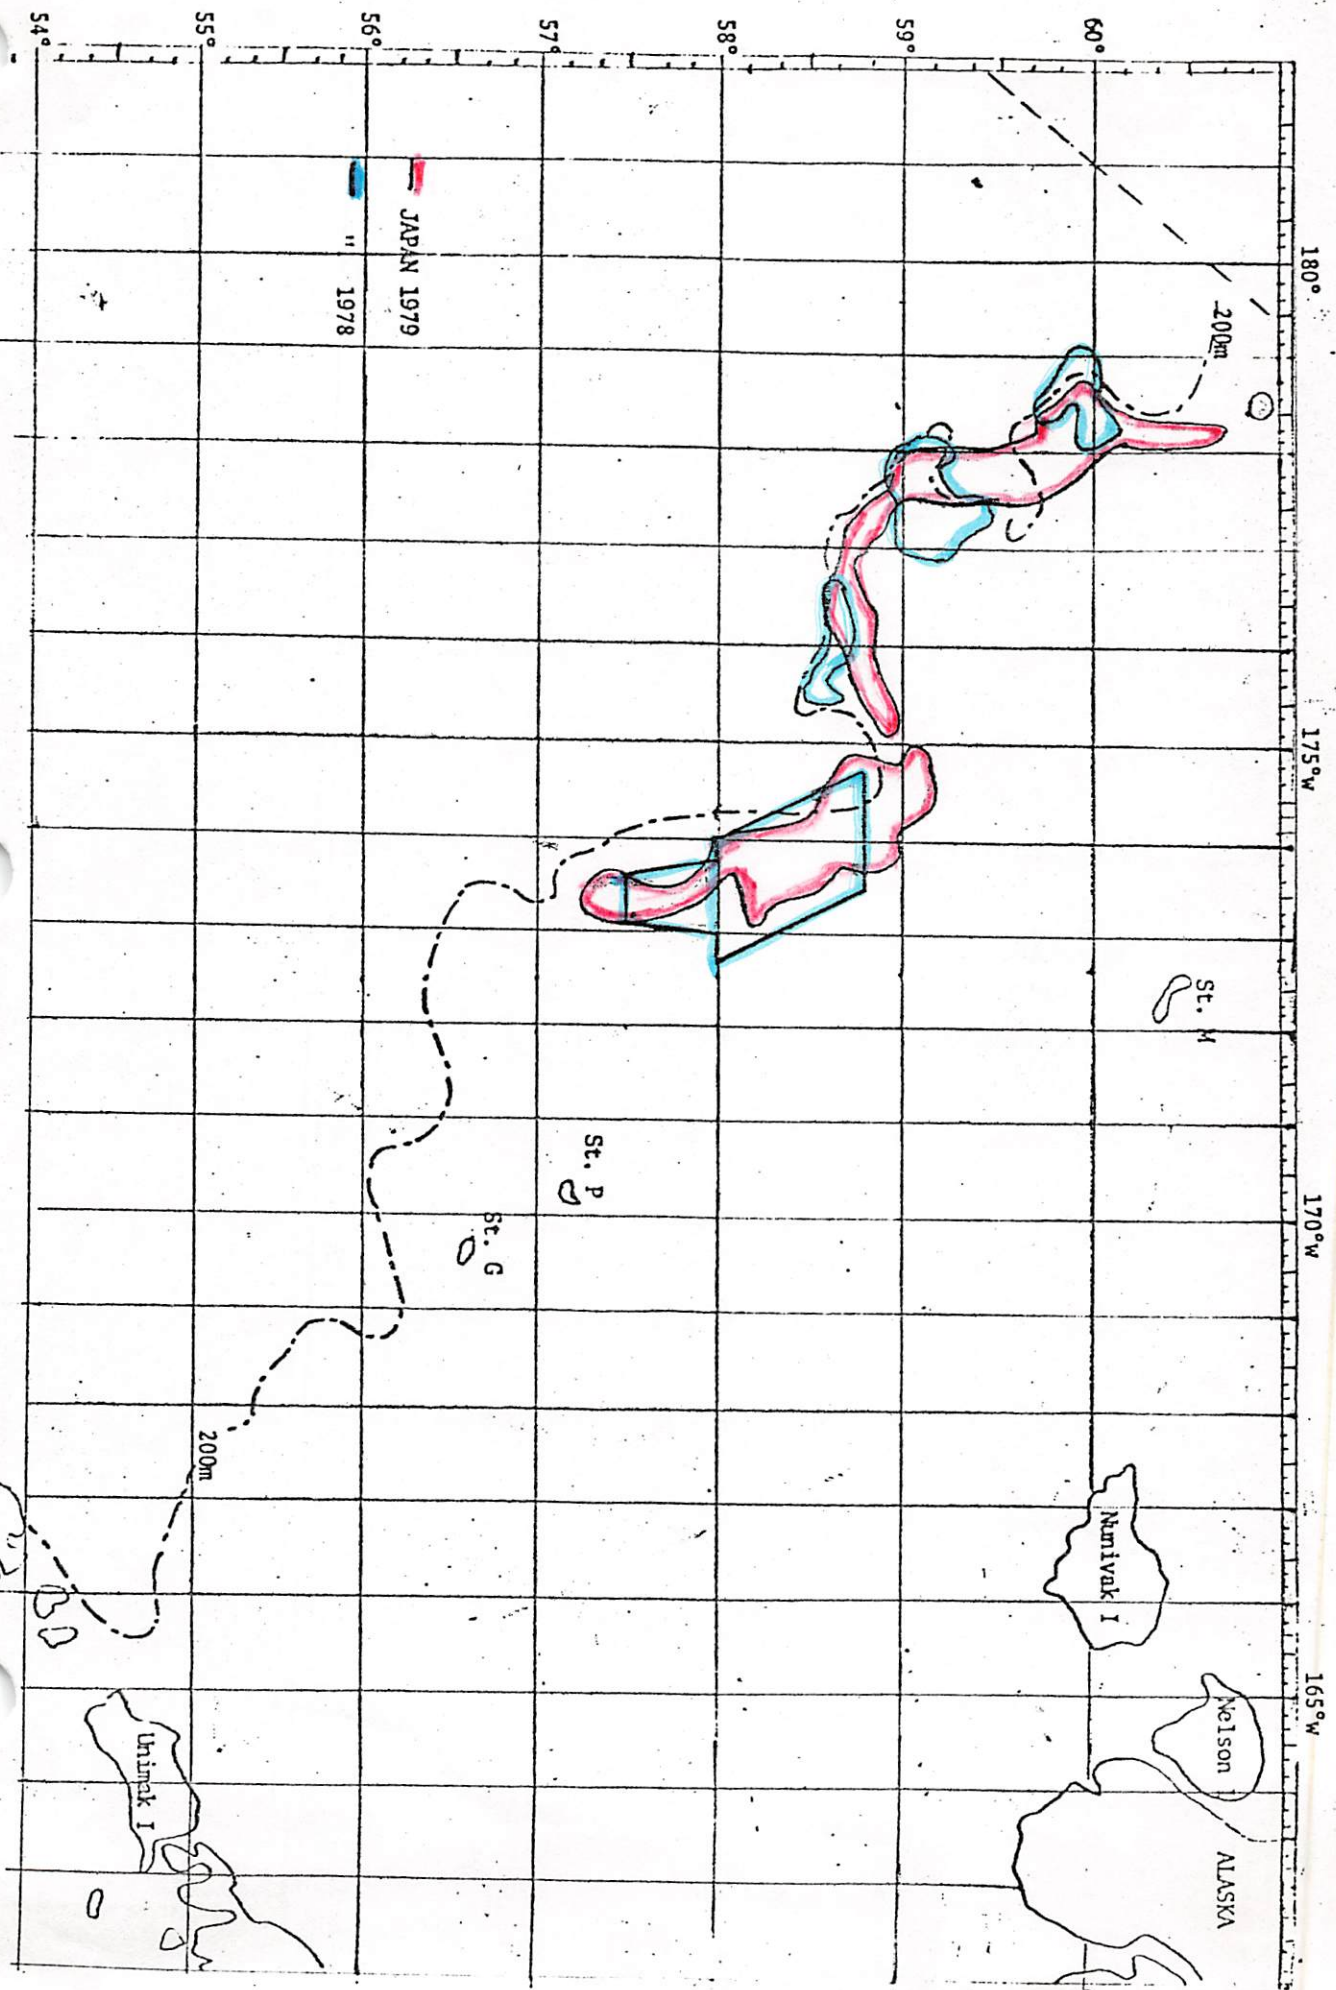 180°
175°W
170°W
165°W
-200m
60°
59°
58°
57°
56°
55°
54°
St. M
Nunivak I
Nelson I
ALASKA
St. P
St. G
JAPAN 1979
" 1978
200m
Unimak I